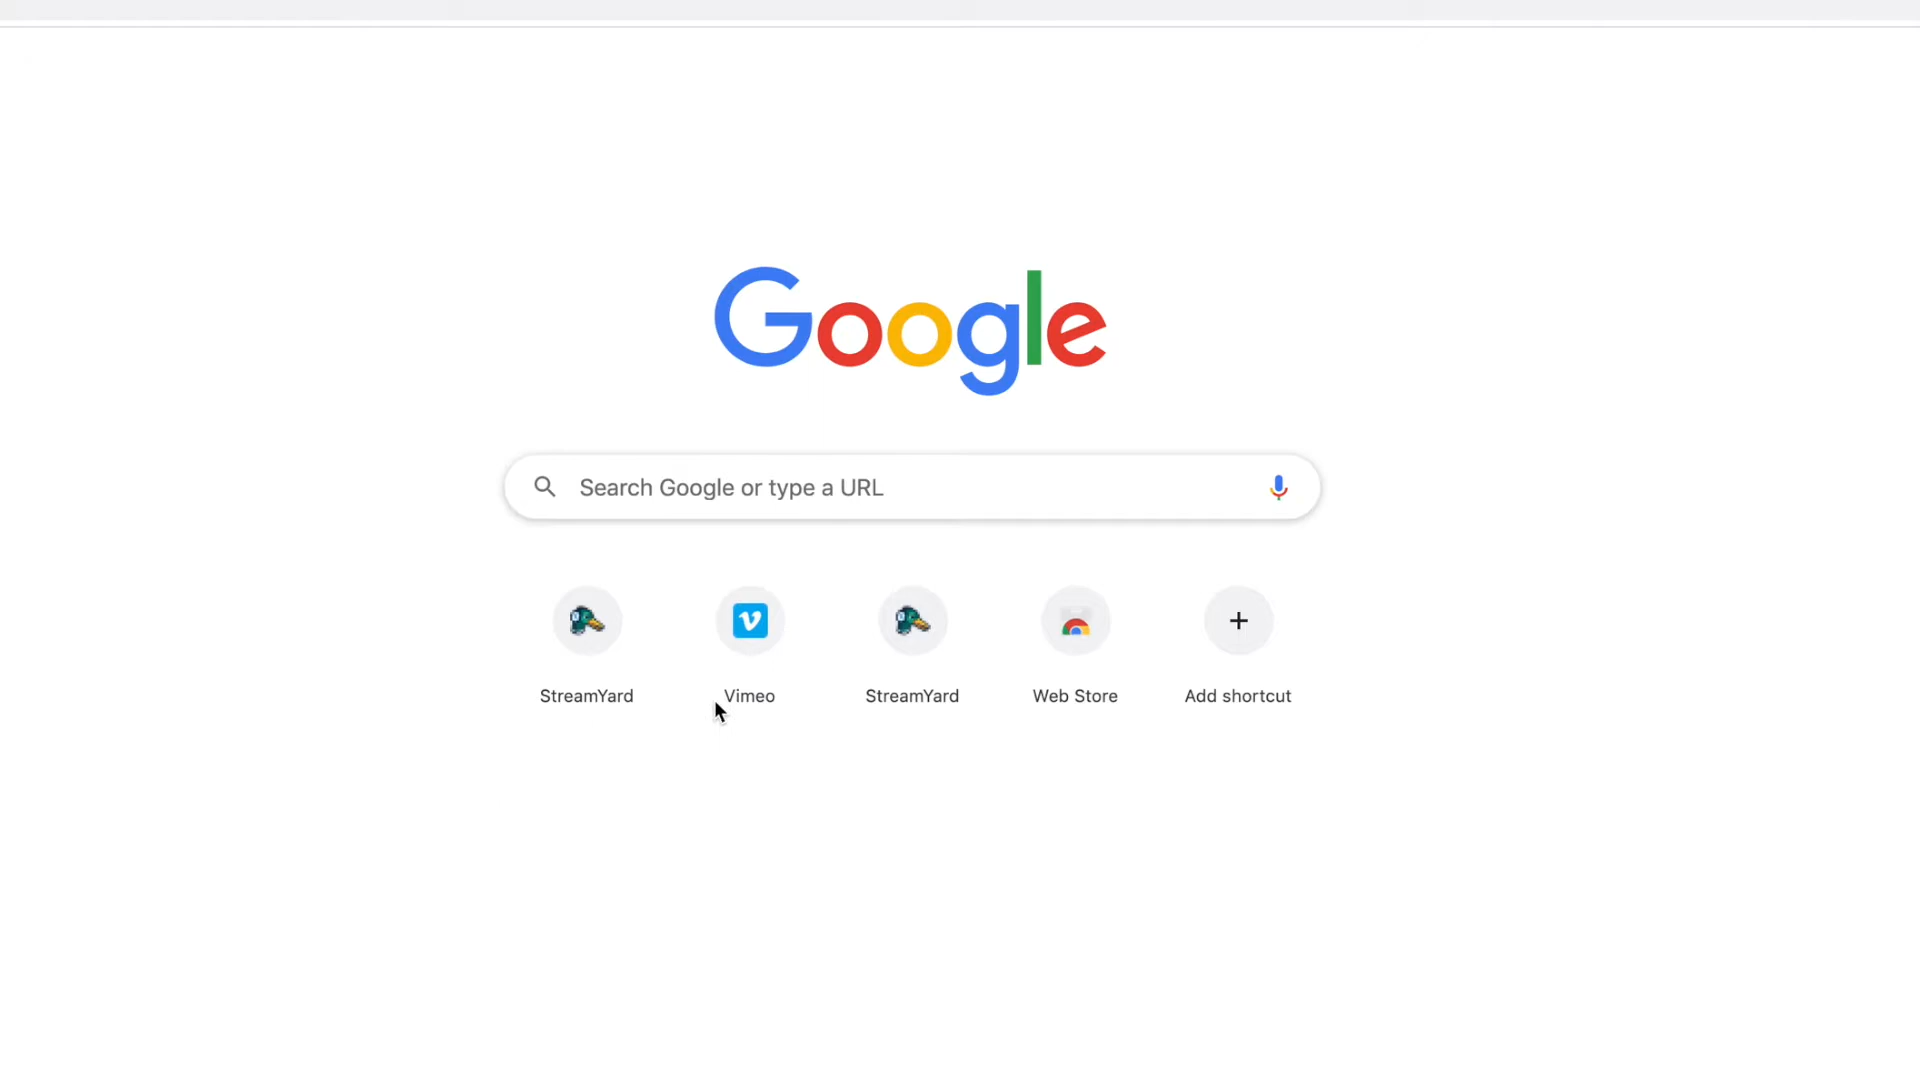 Google
Search Google or type a URL
StreamYard
Vimeo
StreamYard
Web Store
Add shortcut